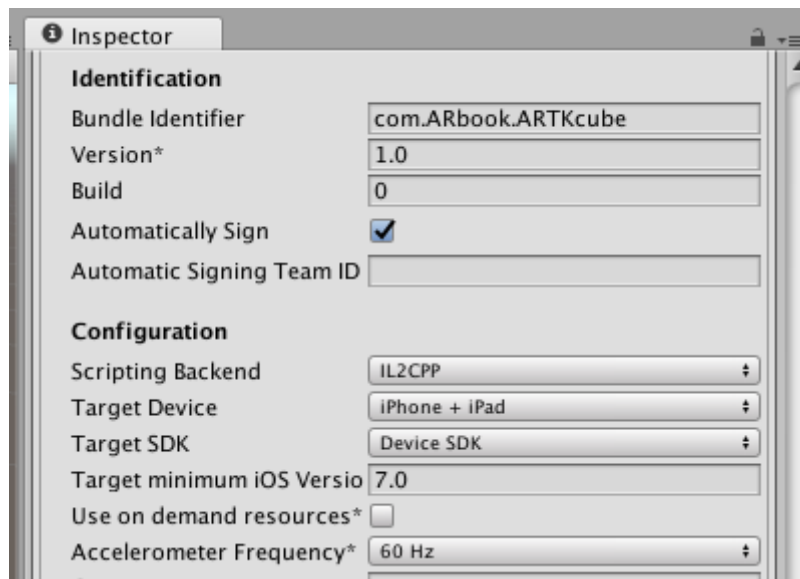 Inspector
Identification
Bundle Identifier com.ARbook.ARTKcube
Version* 1.0
Build 0
Automatically Sign
Automatic Signing Team ID
Configuration
Scripting Backend IL2CPP
Target Device iPhone + iPad
Target SDK Device SDK
Target minimum iOS Versio 7.0
Use on demand resources*
Accelerometer Frequency* 60 Hz